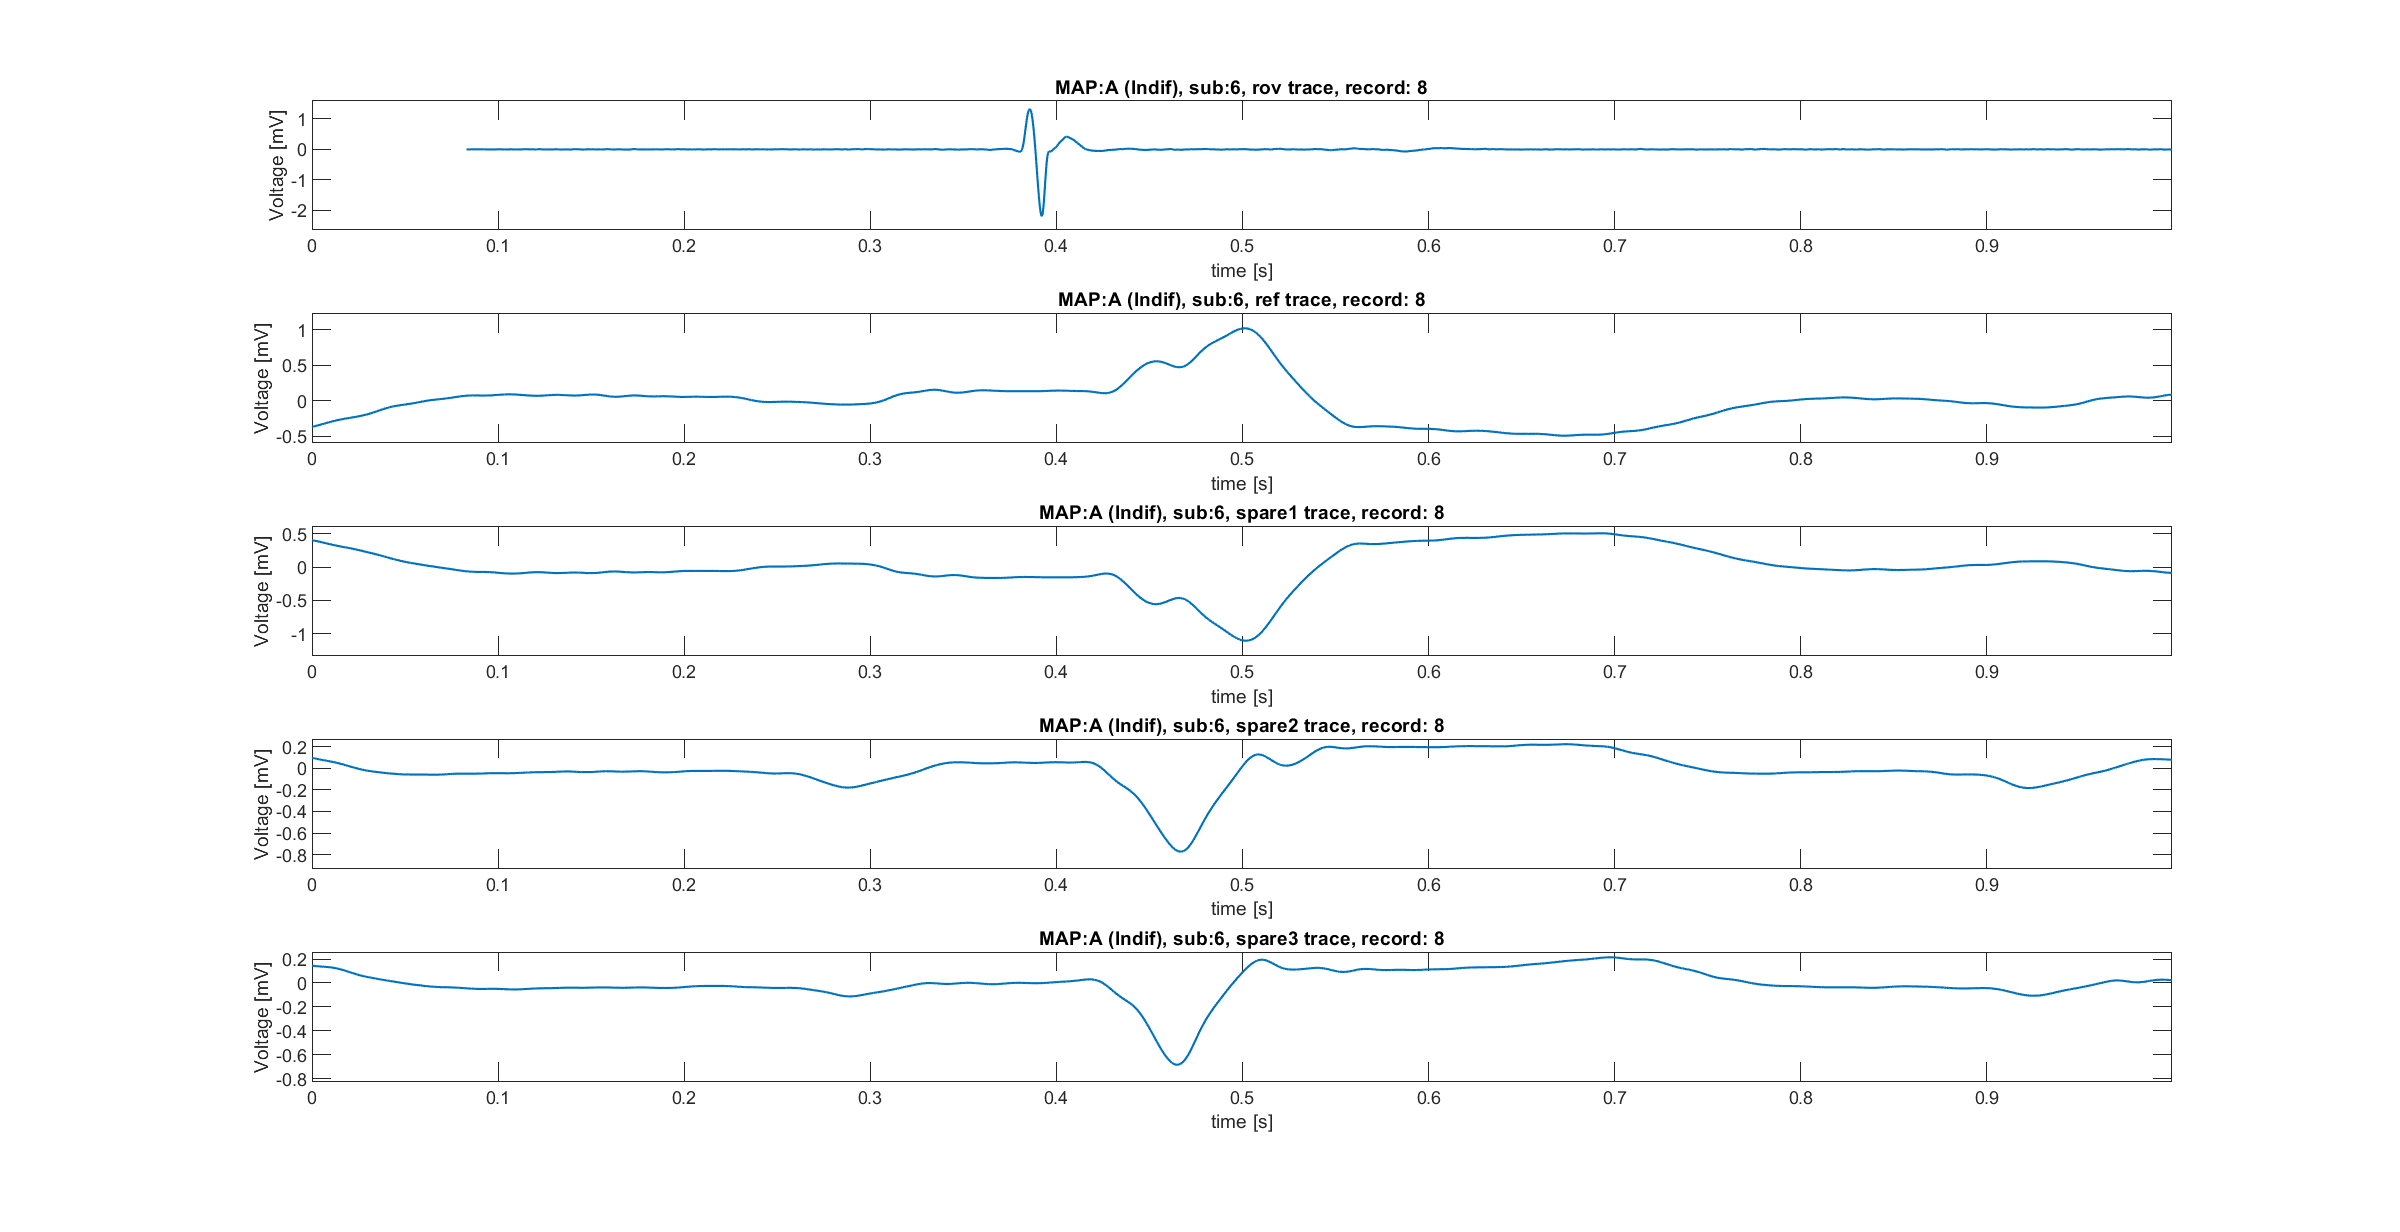 MAP:A (Indif), sub:6, rov trace, record: 8
Voltage [mV]
1
0
-1
-2
0 0.1 0.2 0.3 0.4 0.5 0.6 0.7 0.8 0.9
time [s]
MAP:A (Indif), sub:6, ref trace, record: 8
Voltage [mV]
1
0.5
0
-0.5
0 0.1 0.2 0.3 0.4 0.5 0.6 0.7 0.8 0.9
time [s]
MAP:A (Indif), sub:6, spare1 trace, record: 8
Voltage [mV]
0.5
0
-0.5
-1
0 0.1 0.2 0.3 0.4 0.5 0.6 0.7 0.8 0.9
time [s]
MAP:A (Indif), sub:6, spare2 trace, record: 8
Voltage [mV]
0.2
0
-0.2
-0.4
-0.6
-0.8
0 0.1 0.2 0.3 0.4 0.5 0.6 0.7 0.8 0.9
time [s]
MAP:A (Indif), sub:6, spare3 trace, record: 8
Voltage [mV]
0.2
0
-0.2
-0.4
-0.6
-0.8
0 0.1 0.2 0.3 0.4 0.5 0.6 0.7 0.8 0.9
time [s]